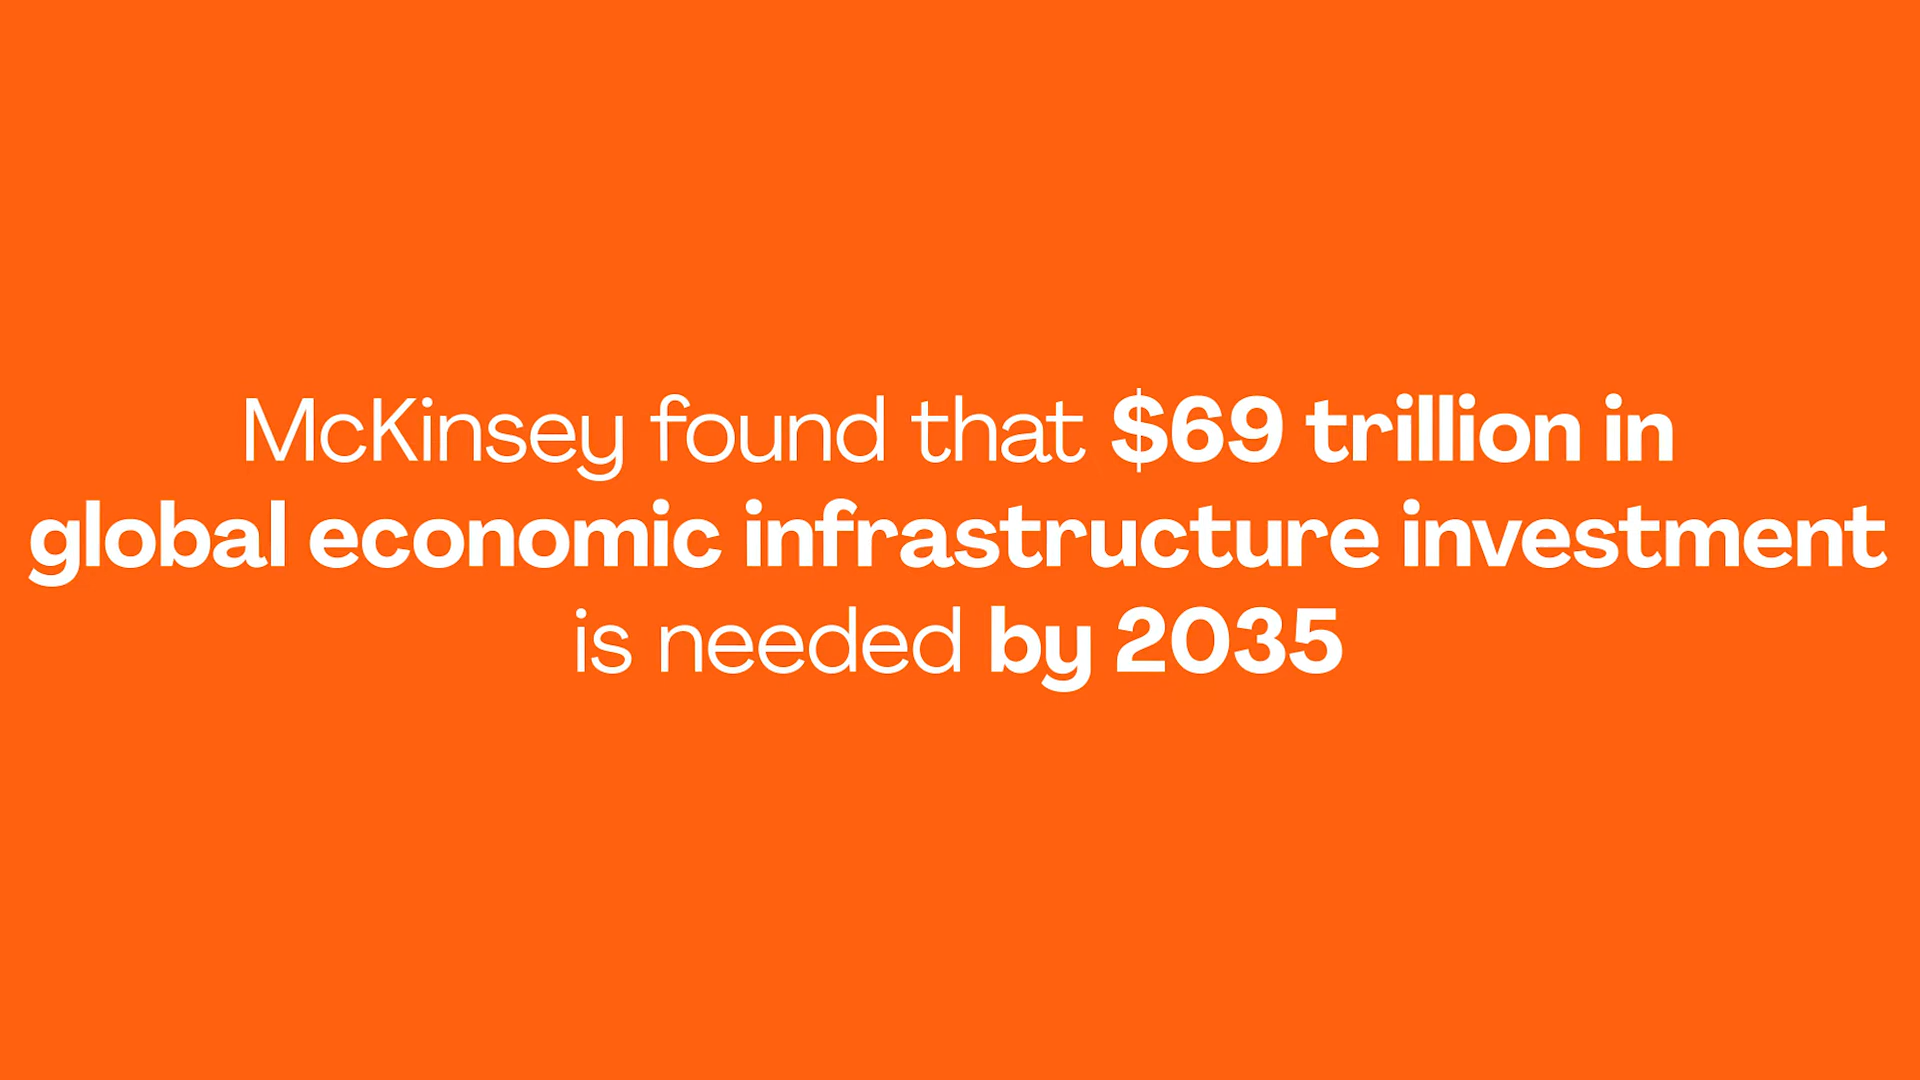 McKinsey found that $69 trillion in
global economic infrastructure investment
is needed by 2035